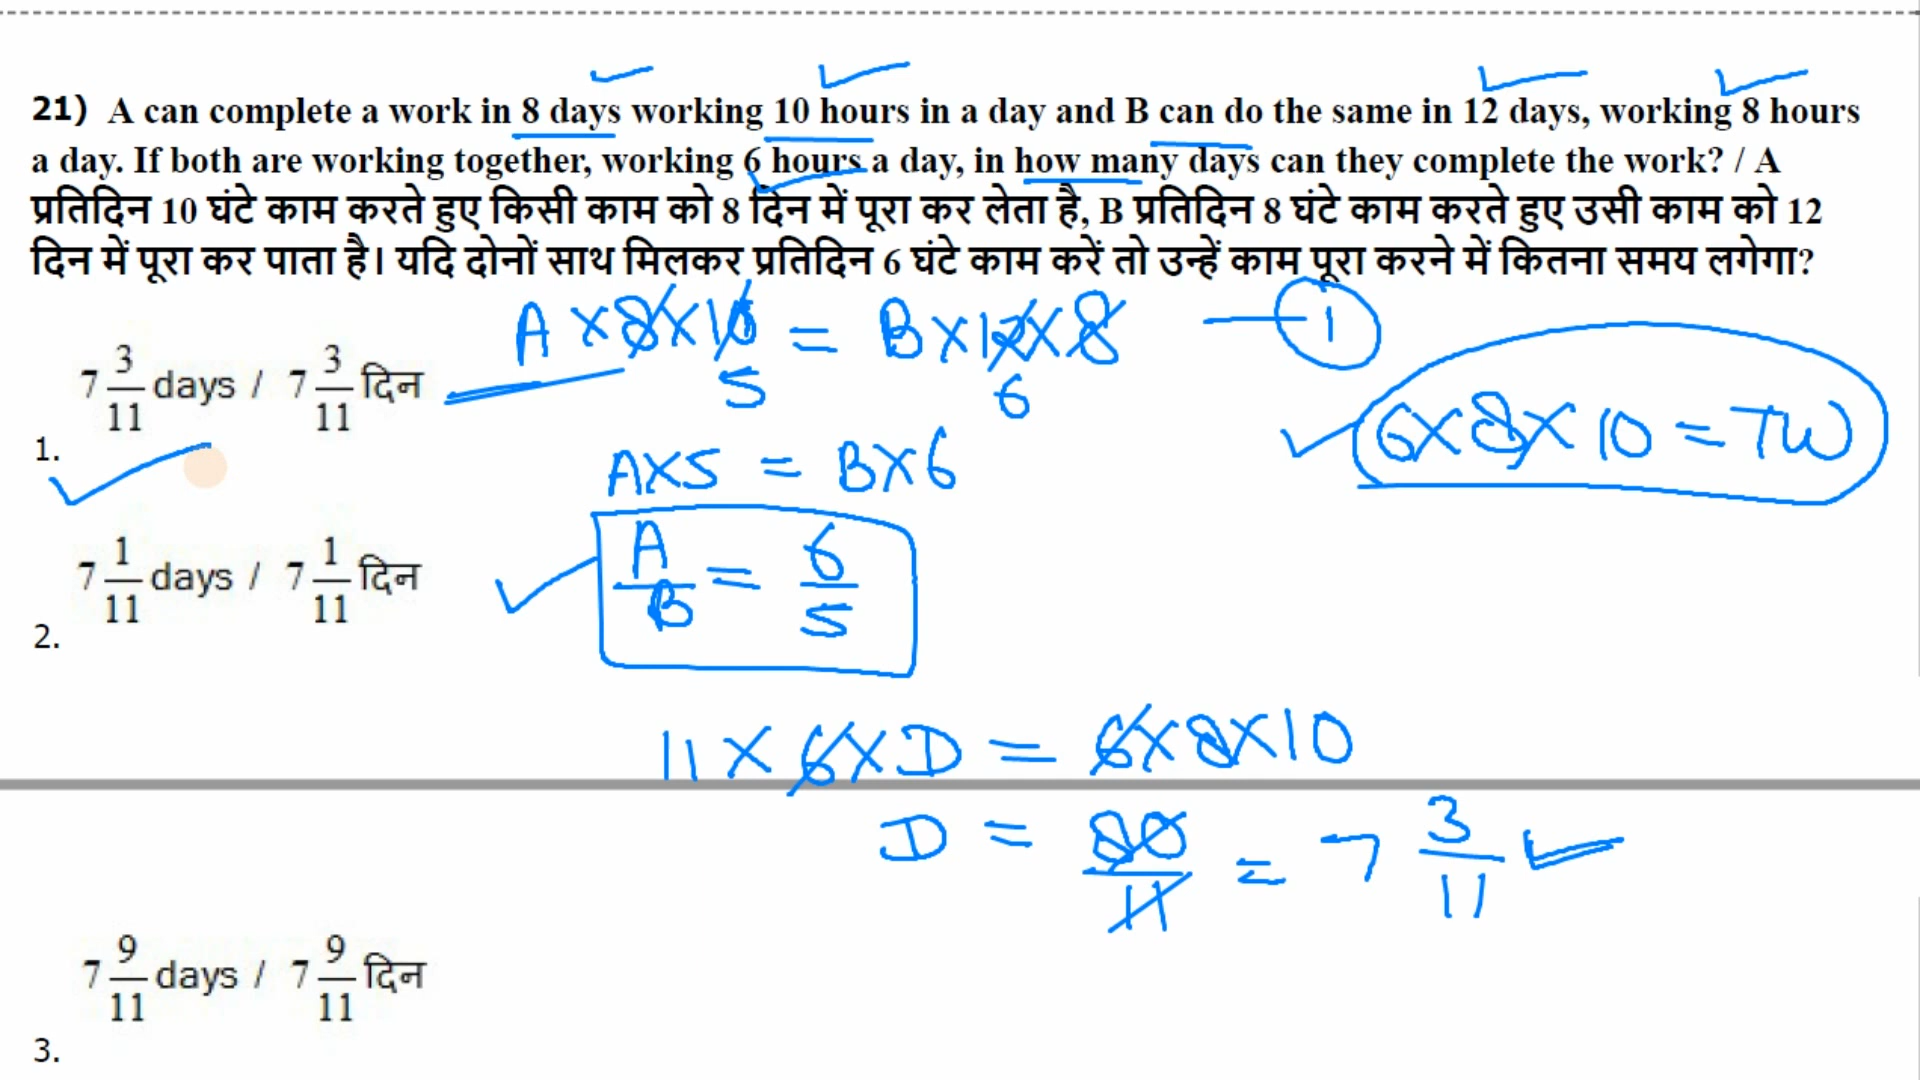 21) A can complete a work in 8 days working 10 hours in a day and B can do the same in 12 days, working 8 hours
a day. If both are working together, working 6 hours a day, in how many days can they complete the work? / A
प्रतिदिन 10 घंटे काम करते हुए किसी काम को 8 दिन में पूरा कर लेता है, B प्रतिदिन 8 घंटे काम करते हुए उसी काम को 12
दिन में पूरा कर पाता है। यदि दोनों साथ मिलकर प्रतिदिन 6 घंटे काम करें तो उन्हें काम पूरा करने में कितना समय लगेगा?
A × 8 × 10 = B × 12 × 8 — 1
5 6
1. 7 3/11 days / 7 3/11 दिन
6 × 8 × 10 = TW
A × 5 = B × 6
A/B = 6/5
2. 7 1/11 days / 7 1/11 दिन
11 × 6 × D = 6 × 8 × 10
D = 80/11 = 7 3/11
3. 7 9/11 days / 7 9/11 दिन